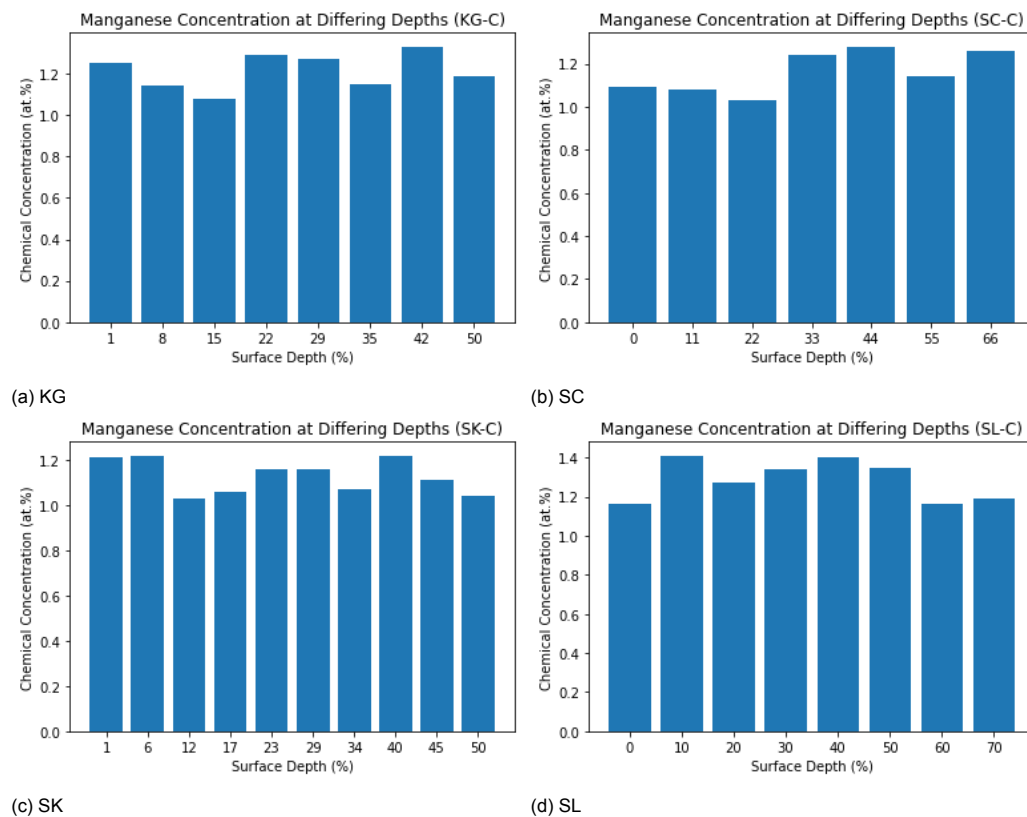 Manganese Concentration at Differing Depths (KG-C)
Chemical Concentration (at.%)
1.2
1.0
0.8
0.6
0.4
0.2
0.0
1 8 15 22 29 35 42 50
Surface Depth (%)
(a) KG
Manganese Concentration at Differing Depths (SC-C)
Chemical Concentration (at.%)
1.2
1.0
0.8
0.6
0.4
0.2
0.0
0 11 22 33 44 55 66
Surface Depth (%)
(b) SC
Manganese Concentration at Differing Depths (SK-C)
Chemical Concentration (at.%)
1.2
1.0
0.8
0.6
0.4
0.2
0.0
1 6 12 17 23 29 34 40 45 50
Surface Depth (%)
(c) SK
Manganese Concentration at Differing Depths (SL-C)
Chemical Concentration (at.%)
1.4
1.2
1.0
0.8
0.6
0.4
0.2
0.0
0 10 20 30 40 50 60 70
Surface Depth (%)
(d) SL